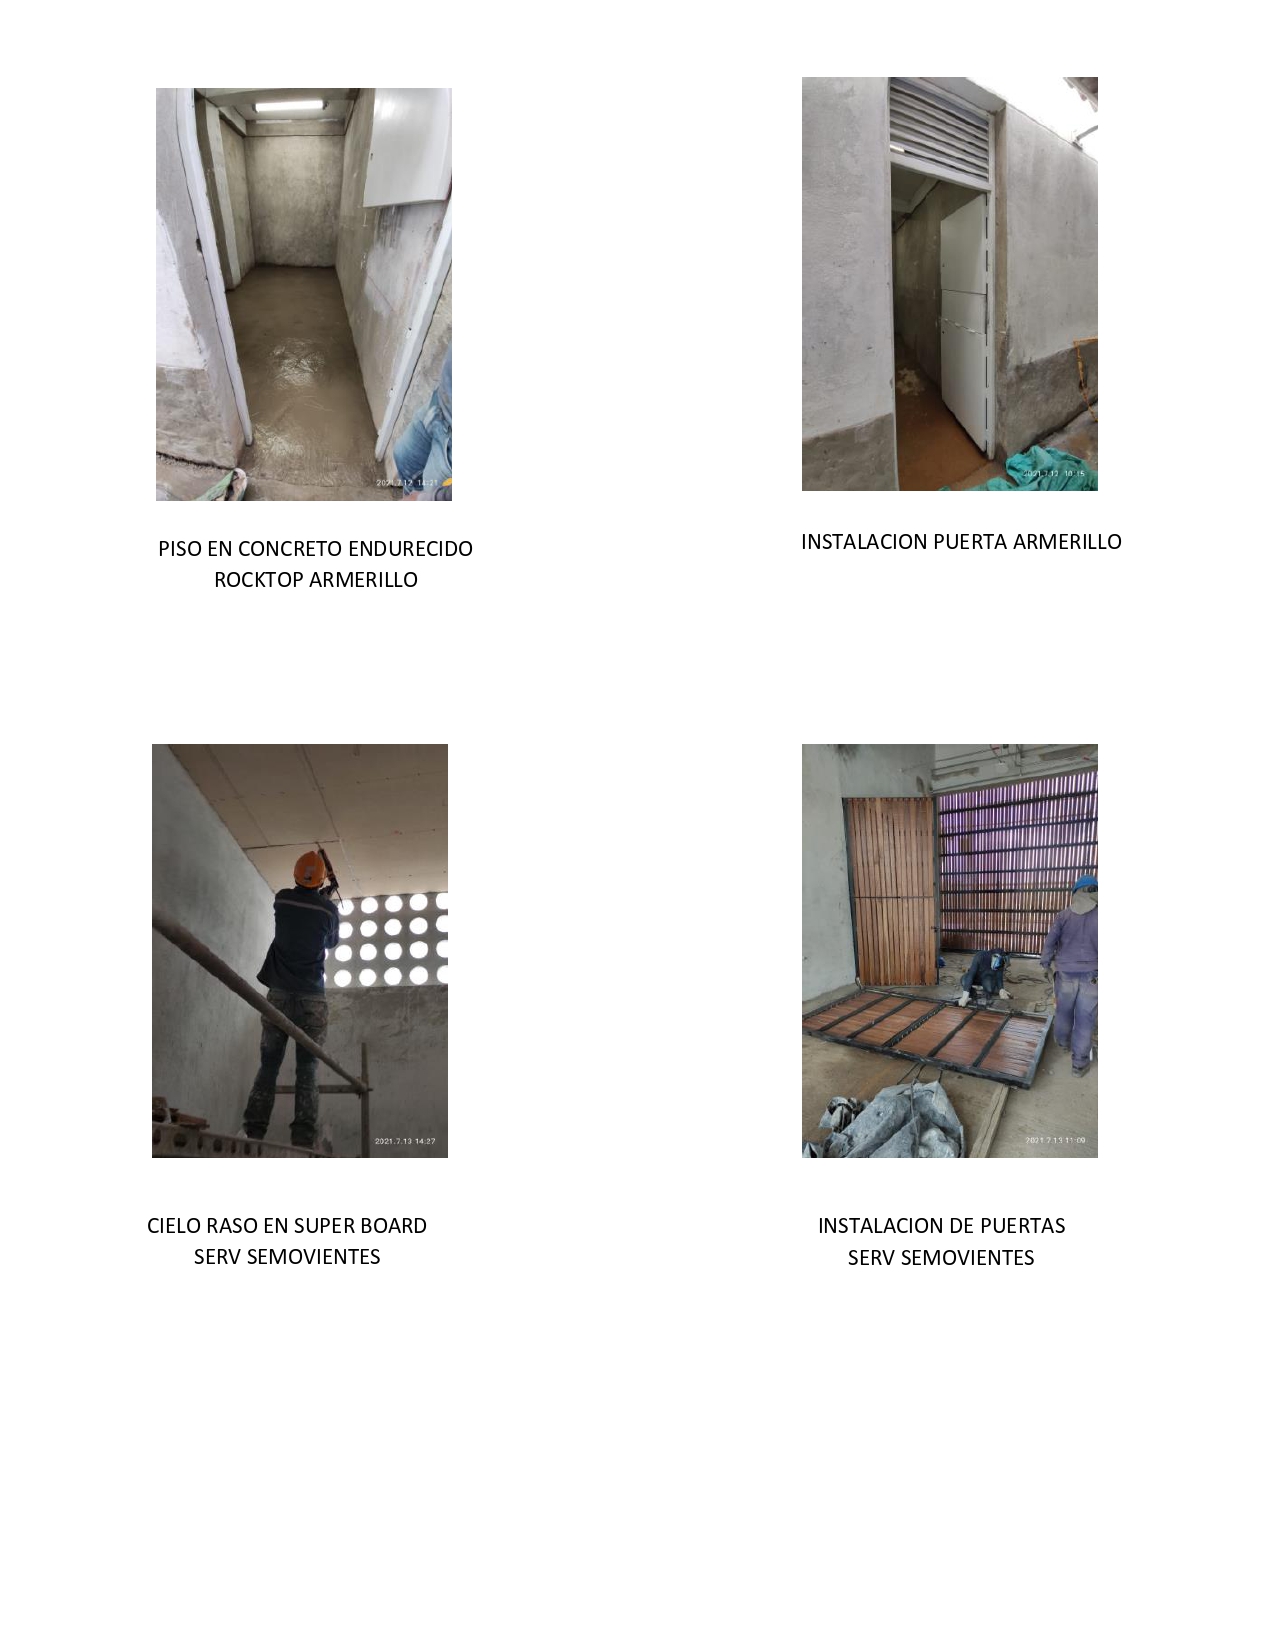 2021.7.12 14:21
2021.7.12 10:15
PISO EN CONCRETO ENDURECIDO
ROCKTOP ARMERILLO
INSTALACION PUERTA ARMERILLO
2021.7.13 14:27
2021.7.13 11:09
CIELO RASO EN SUPER BOARD
SERV SEMOVIENTES
INSTALACION DE PUERTAS
SERV SEMOVIENTES